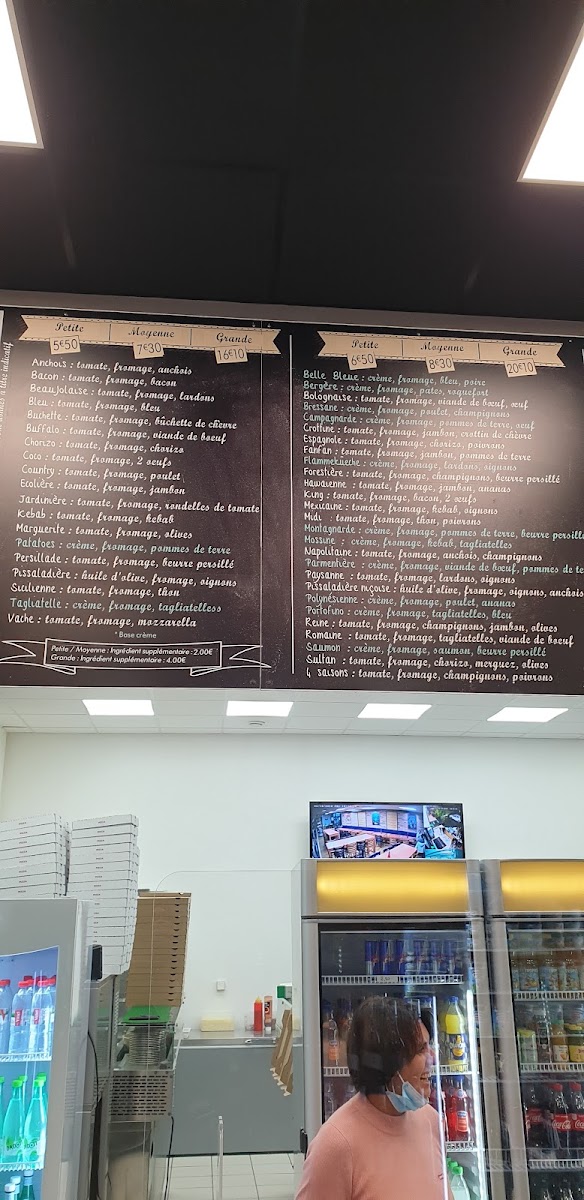 Petite Moyenne Grande
5€50 7€30 16€10
Anchois : tomate, fromage, anchois
Bacon : tomate, fromage, bacon
Beaujolaise : tomate, fromage, lardons
Bleu : tomate, fromage, bleu
Buchette : tomate, fromage, bûchette de chèvre
Buffalo : tomate, fromage, viande de boeuf
Chorizo : tomate, fromage, chorizo
Coco : tomate, fromage, 2 oeufs
Country : tomate, fromage, poulet
Ecolière : tomate, fromage, jambon
Jardinière : tomate, fromage, rondelles de tomate
Kebab : tomate, fromage, kebab
Marguerite : tomate, fromage, olives
Patatoes : crème, fromage, pommes de terre
Persillade : tomate, fromage, beurre persillé
Pissaladière : huile d'olive, fromage, oignons
Sicilienne : tomate, fromage, thon
Tagliatelle : crème, fromage, tagliatelless
Vache : tomate, fromage, mozzarella
* Base crème
Petite / Moyenne : Ingrédient supplémentaire : 2.00€
Grande : Ingrédient supplémentaire : 4.00€
Petite Moyenne Grande
6€50 8€30 20€10
Belle Bleue : crème, fromage, bleu, poire
Bergère : crème, fromage, pates, roquefort
Bolognaise : tomate, fromage, viande de bœuf, œuf
Bressane : crème, fromage, poulet, champignons
Campagnarde : crème, fromage, pommes de terre, oeuf
Crottine : tomate, fromage, jambon, crottin de chèvre
Espagnole : tomate, fromage, chorizo, poivrons
Fanfan : tomate, fromage, jambon, pommes de terre
Flammeküeche : crème, fromage, lardons, oignons
Forestière : tomate, fromage, champignons, beurre persillé
Hawaïenne : tomate, fromage, jambon, ananas
King : tomate, fromage, bacon, 2 œufs
Mexicaine : tomate, fromage, kebab, oignons
Midi : tomate, fromage, thon, poivrons
Montagnarde : crème, fromage, pommes de terre, beurre persillé
Mossine : crème, fromage, kebab, tagliatelles
Napolitaine : tomate, fromage, anchois, champignons
Parmentière : crème, fromage, viande de bœuf, pommes de te
Paysanne : tomate, fromage, lardons, oignons
Pissaladière niçoise : huile d'olive, fromage, oignons, anchois
Polynésienne : crème, fromage, poulet, ananas
Portofino : crème, fromage, tagliatelles, bleu
Reine : tomate, fromage, champignons, jambon, olives
Romaine : tomate, fromage, tagliatelles, viande de boeuf
Saumon : crème, fromage, saumon, beurre persillé
Sultan : tomate, fromage, chorizo, merguez, olives
4 saisons : tomate, fromage, champignons, poivrons